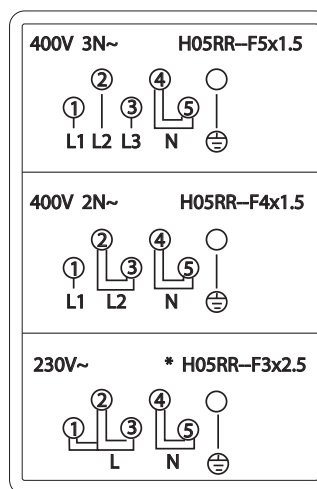 400V 3N~ H05RR--F5x1.5
② ④
① ③ ⑤
L1 L2 L3 N
400V 2N~ H05RR--F4x1.5
② ④
① ③ ⑤
L1 L2 N
230V~ * H05RR--F3x2.5
② ④
① ③ ⑤
L N